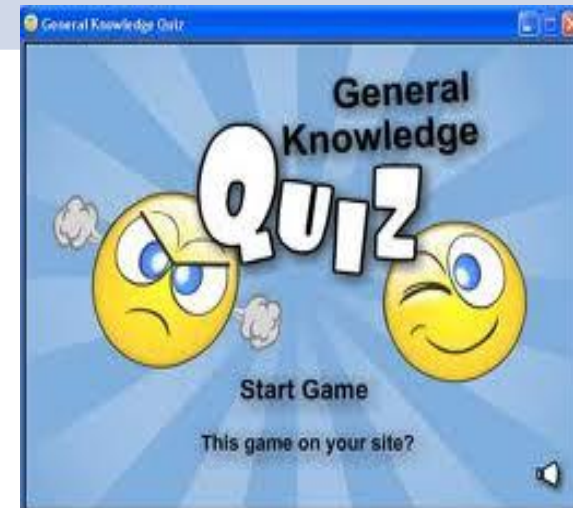 General Knowledge Quiz
General
Knowledge
QUIZ
Start Game
This game on your site?